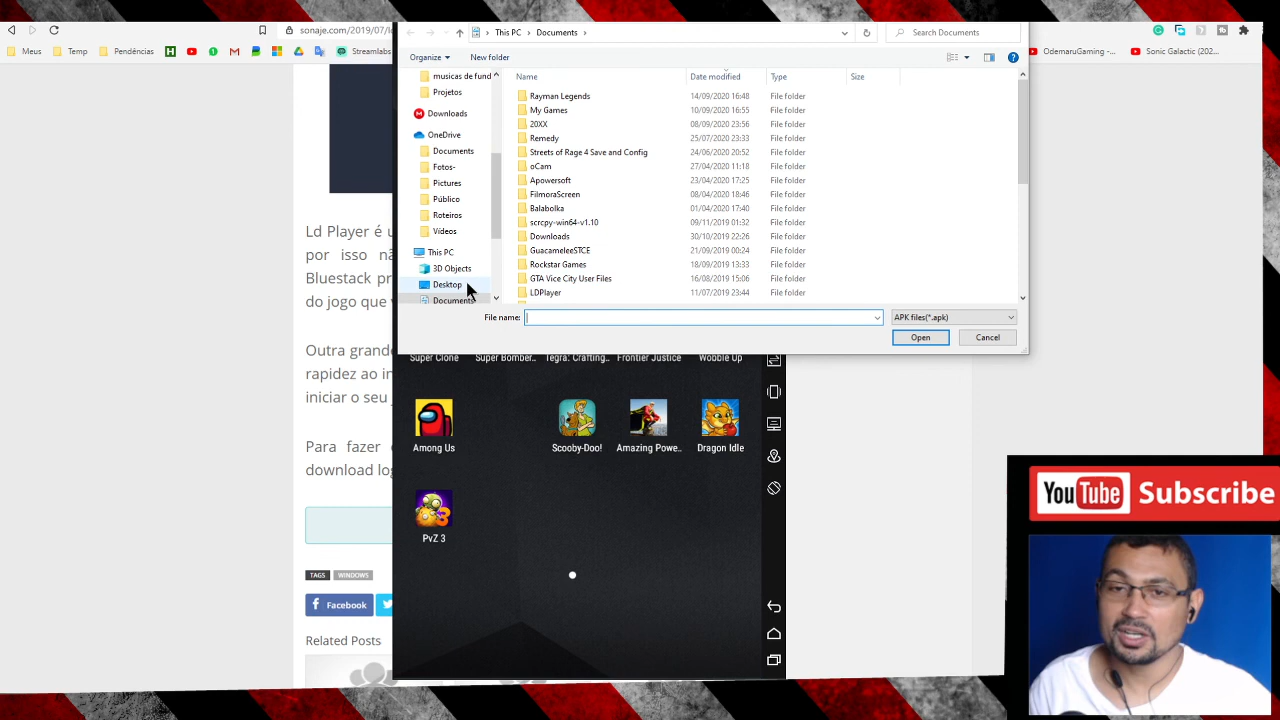 sonaje.com/2019/07/l
This PC > Documents >
Search Documents
Meus
Temp
Pendências
Streamlabs
OdemaruGaming -...
Sonic Galactic (202...
Organize
New folder
Name
Date modified
Type
Size
musicas de fund
Projetos
Downloads
OneDrive
Documents
Fotos-
Pictures
Público
Roteiros
Vídeos
This PC
3D Objects
Desktop
Documents
Rayman Legends 14/09/2020 16:48 File folder
My Games 10/09/2020 16:55 File folder
20XX 08/09/2020 23:56 File folder
Remedy 25/07/2020 23:33 File folder
Streets of Rage 4 Save and Config 24/06/2020 20:52 File folder
oCam 27/04/2020 11:18 File folder
Apowersoft 23/04/2020 17:25 File folder
FilmoraScreen 08/04/2020 18:46 File folder
Balabolka 01/04/2020 17:40 File folder
scrcpy-win64-v1.10 09/11/2019 01:32 File folder
Downloads 30/10/2019 22:26 File folder
GuacameleeSTCE 21/09/2019 00:24 File folder
Rockstar Games 18/09/2019 13:33 File folder
GTA Vice City User Files 16/08/2019 15:06 File folder
LDPlayer 11/07/2019 23:44 File folder
File name:
APK files(*.apk)
Open
Cancel
Ld Player é u
por isso nã
Bluestack pr
do jogo que
Outra grand
rapidez ao in
iniciar o seu
Para fazer
download log
TAGS
WINDOWS
Facebook
Related Posts
Super Clone
Super Bomber..
Tegra: Crafting..
Frontier Justice
Wobble Up
Among Us
Scooby-Doo!
Amazing Powe..
Dragon Idle
PvZ 3
YouTube Subscribe